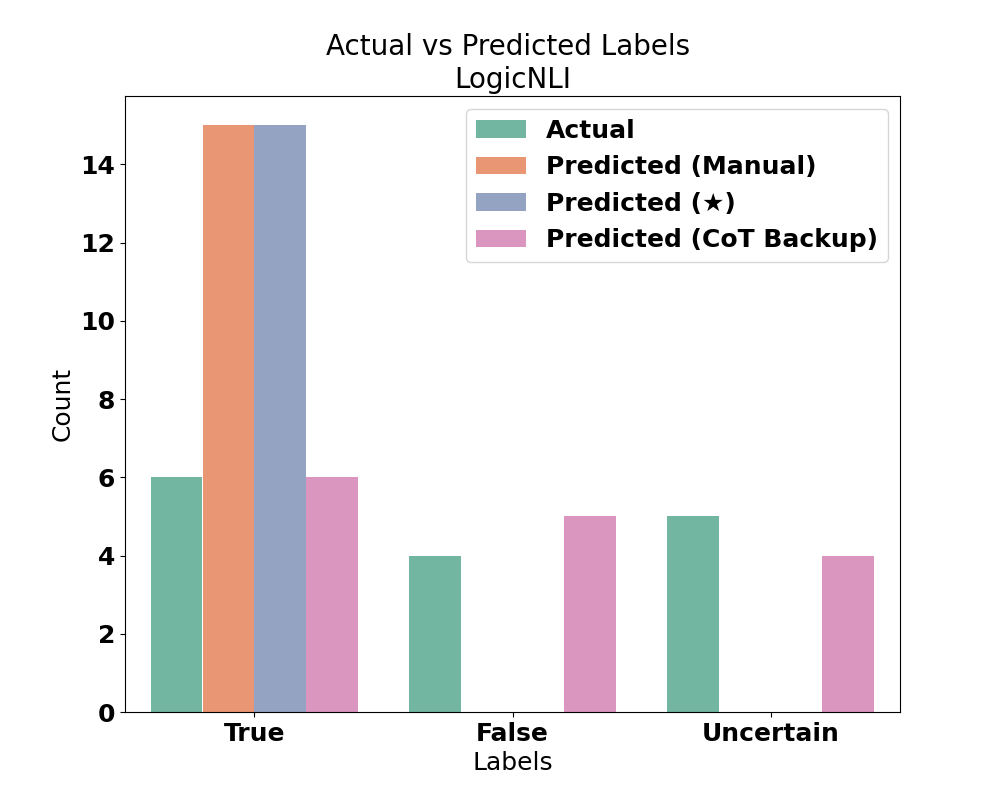 Actual vs Predicted Labels
LogicNLI
Actual
Predicted (Manual)
Predicted (★)
Predicted (CoT Backup)
Count
14
12
10
8
6
4
2
0
True
False
Uncertain
Labels